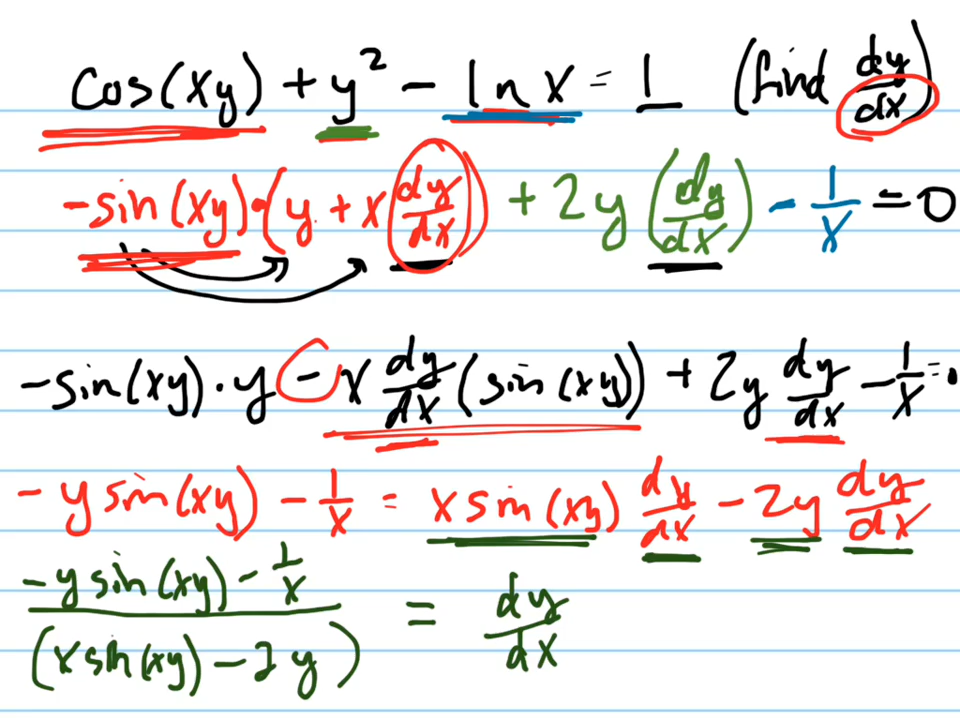 cos(xy) + y² - ln x = 1 (find dy/dx)
-sin(xy)·(y + x dy/dx) + 2y (dy/dx) - 1/x = 0
-sin(xy)·y - x dy/dx (sin(xy)) + 2y dy/dx - 1/x = 0
-y sin(xy) - 1/x = x sin(xy) dy/dx - 2y dy/dx
-y sin(xy) - 1/x / (x sin(xy) - 2y) = dy/dx